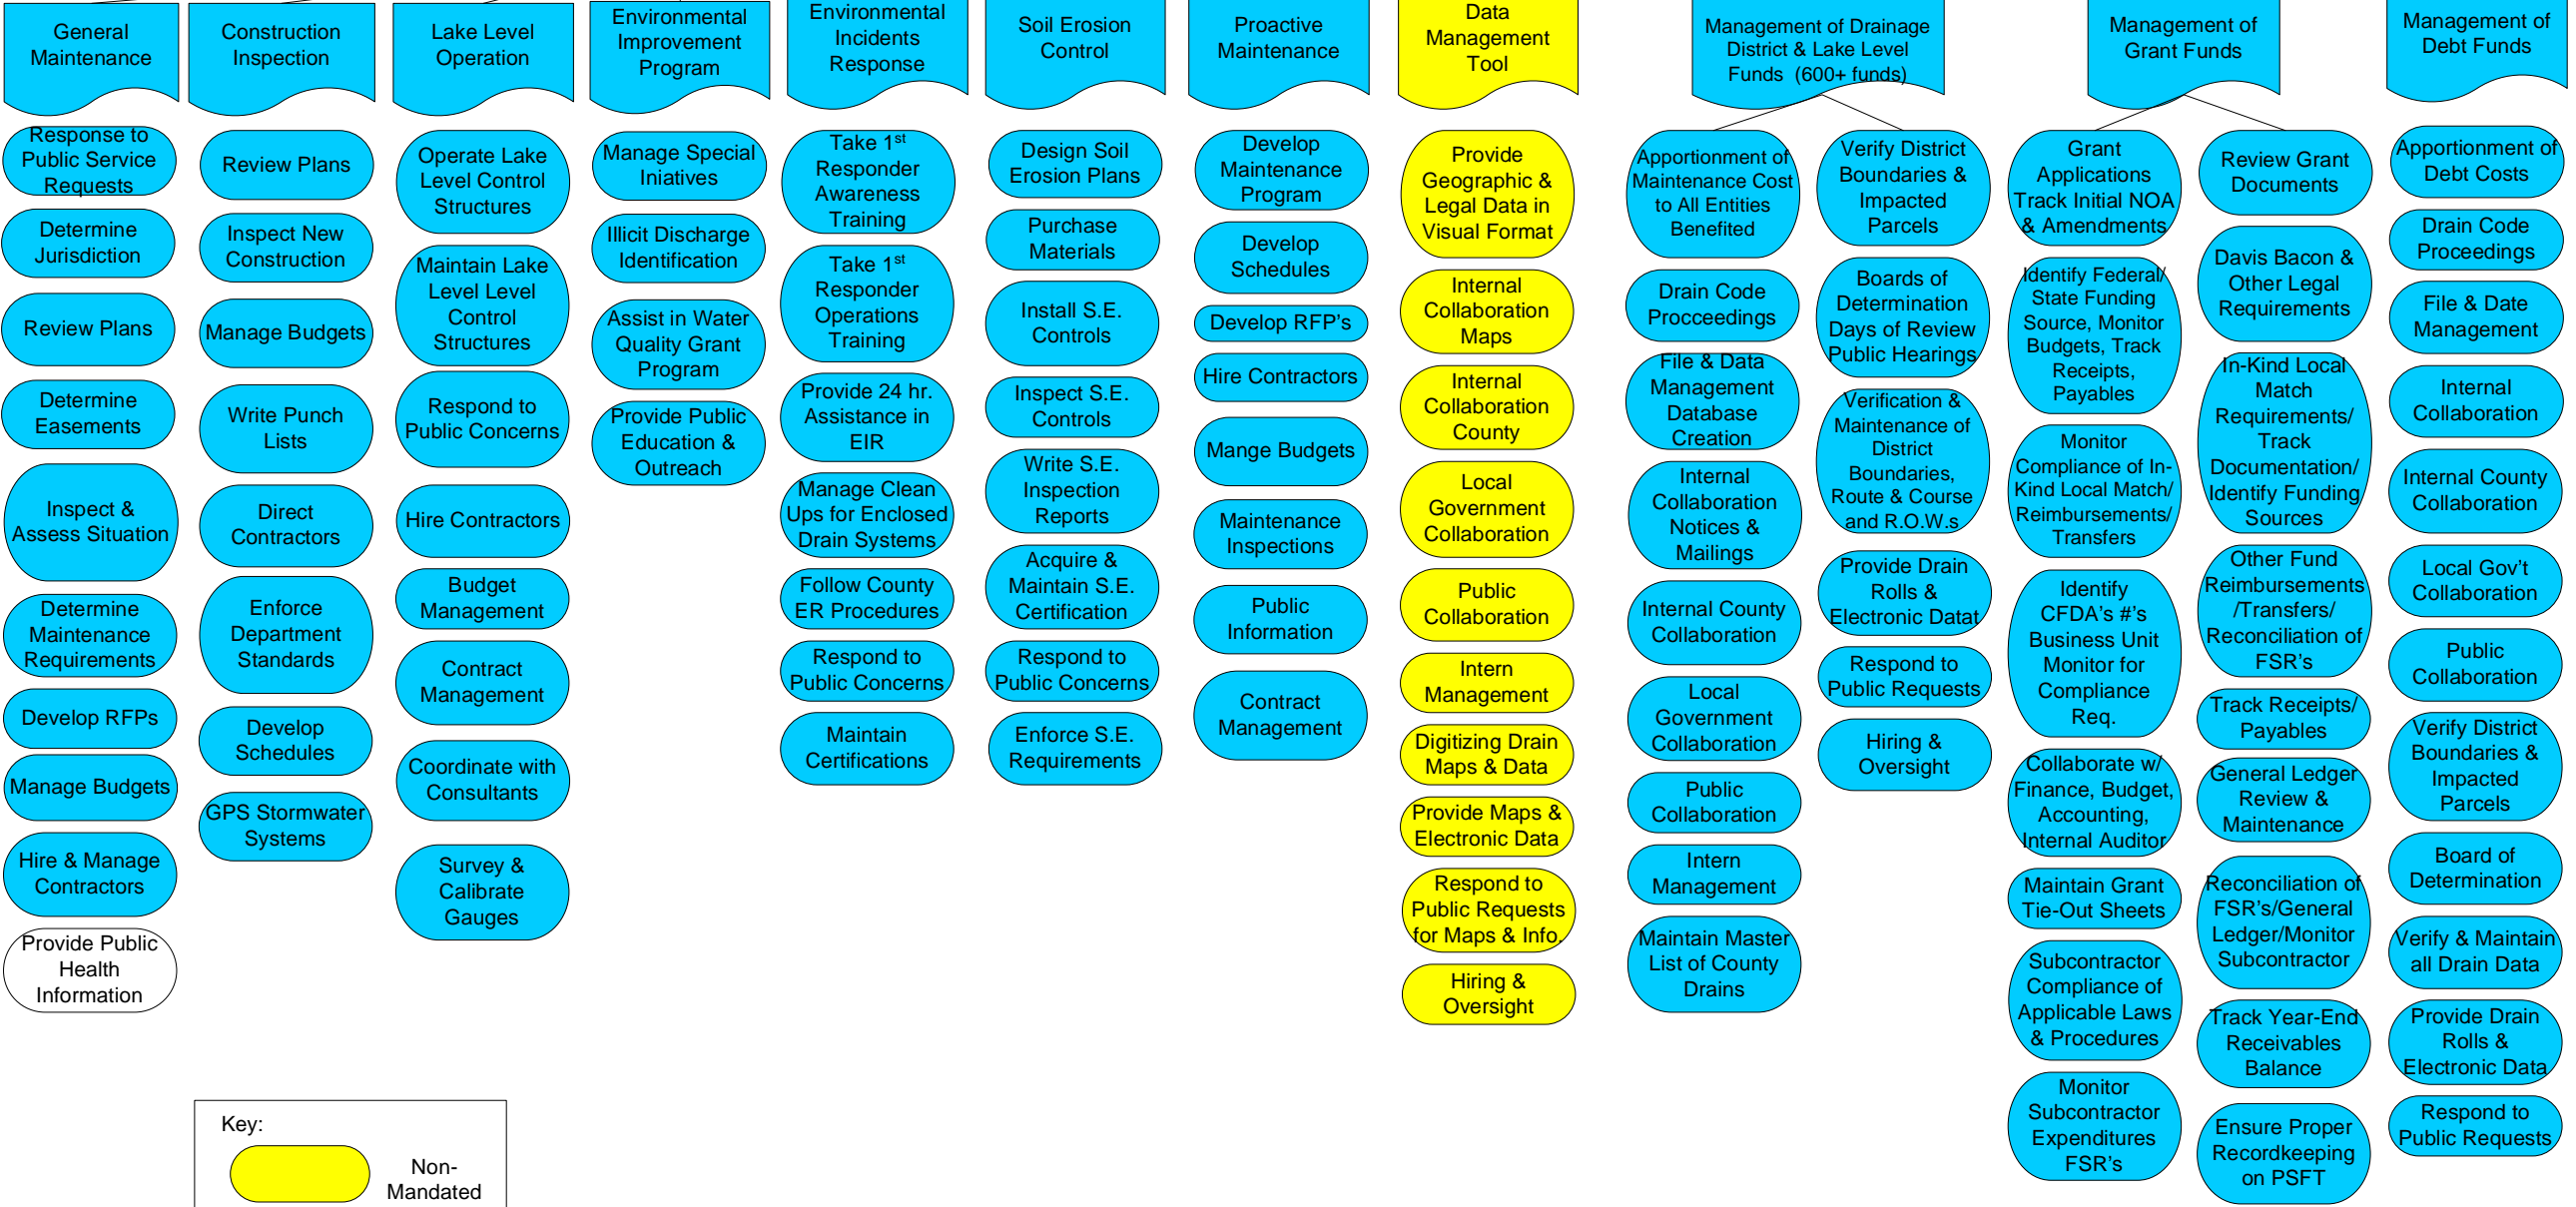 General
Maintenance
Construction
Inspection
Lake Level
Operation
Environmental
Improvement
Program
Environmental
Incidents
Response
Soil Erosion
Control
Proactive
Maintenance
Data
Management
Tool
Management of Drainage
District & Lake Level
Funds (600+ funds)
Management of
Grant Funds
Management of
Debt Funds
Response to
Public Service
Requests
Determine
Jurisdiction
Review Plans
Determine
Easements
Inspect &
Assess Situation
Determine
Maintenance
Requirements
Develop RFPs
Manage Budgets
Hire & Manage
Contractors
Provide Public
Health
Information
Review Plans
Inspect New
Construction
Manage Budgets
Write Punch
Lists
Direct
Contractors
Enforce
Department
Standards
Develop
Schedules
GPS Stormwater
Systems
Operate Lake
Level Control
Structures
Maintain Lake
Level Level
Control
Structures
Respond to
Public Concerns
Hire Contractors
Budget
Management
Contract
Management
Coordinate with
Consultants
Survey &
Calibrate
Gauges
Manage Special
Iniatives
Illicit Discharge
Identification
Assist in Water
Quality Grant
Program
Provide Public
Education &
Outreach
Take 1st
Responder
Awareness
Training
Take 1st
Responder
Operations
Training
Provide 24 hr.
Assistance in
EIR
Manage Clean
Ups for Enclosed
Drain Systems
Follow County
ER Procedures
Respond to
Public Concerns
Maintain
Certifications
Design Soil
Erosion Plans
Purchase
Materials
Install S.E.
Controls
Inspect S.E.
Controls
Write S.E.
Inspection
Reports
Acquire &
Maintain S.E.
Certification
Respond to
Public Concerns
Enforce S.E.
Requirements
Develop
Maintenance
Program
Develop
Schedules
Develop RFP's
Hire Contractors
Mange Budgets
Maintenance
Inspections
Public
Information
Contract
Management
Provide
Geographic &
Legal Data in
Visual Format
Internal
Collaboration
Maps
Internal
Collaboration
County
Local
Government
Collaboration
Public
Collaboration
Intern
Management
Digitizing Drain
Maps & Data
Provide Maps &
Electronic Data
Respond to
Public Requests
for Maps & Info.
Hiring &
Oversight
Apportionment of
Maintenance Cost
to All Entities
Benefited
Drain Code
Procceedings
File & Data
Management
Database
Creation
Internal
Collaboration
Notices &
Mailings
Internal County
Collaboration
Local
Government
Collaboration
Public
Collaboration
Intern
Management
Maintain Master
List of County
Drains
Verify District
Boundaries &
Impacted
Parcels
Boards of
Determination
Days of Review
Public Hearings
Verification &
Maintenance of
District
Boundaries,
Route & Course
and R.O.W.s
Provide Drain
Rolls &
Electronic Datat
Respond to
Public Requests
Hiring &
Oversight
Grant
Applications
Track Initial NOA
& Amendments
Identify Federal/
State Funding
Source, Monitor
Budgets, Track
Receipts,
Payables
Monitor
Compliance of In-
Kind Local Match/
Reimbursements/
Transfers
Identify
CFDA's #'s
Business Unit
Monitor for
Compliance
Req.
Collaborate w/
Finance, Budget,
Accounting,
Internal Auditor
Maintain Grant
Tie-Out Sheets
Subcontractor
Compliance of
Applicable Laws
& Procedures
Monitor
Subcontractor
Expenditures
FSR's
Review Grant
Documents
Davis Bacon &
Other Legal
Requirements
In-Kind Local
Match
Requirements/
Track
Documentation/
Identify Funding
Sources
Other Fund
Reimbursements
/Transfers/
Reconciliation of
FSR's
Track Receipts/
Payables
General Ledger
Review &
Maintenance
Reconciliation of
FSR's/General
Ledger/Monitor
Subcontractor
Track Year-End
Receivables
Balance
Ensure Proper
Recordkeeping
on PSFT
Apportionment of
Debt Costs
Drain Code
Proceedings
File & Date
Management
Internal
Collaboration
Internal County
Collaboration
Local Gov't
Collaboration
Public
Collaboration
Verify District
Boundaries &
Impacted
Parcels
Board of
Determination
Verify & Maintain
all Drain Data
Provide Drain
Rolls &
Electronic Data
Respond to
Public Requests
Key:
Non-
Mandated